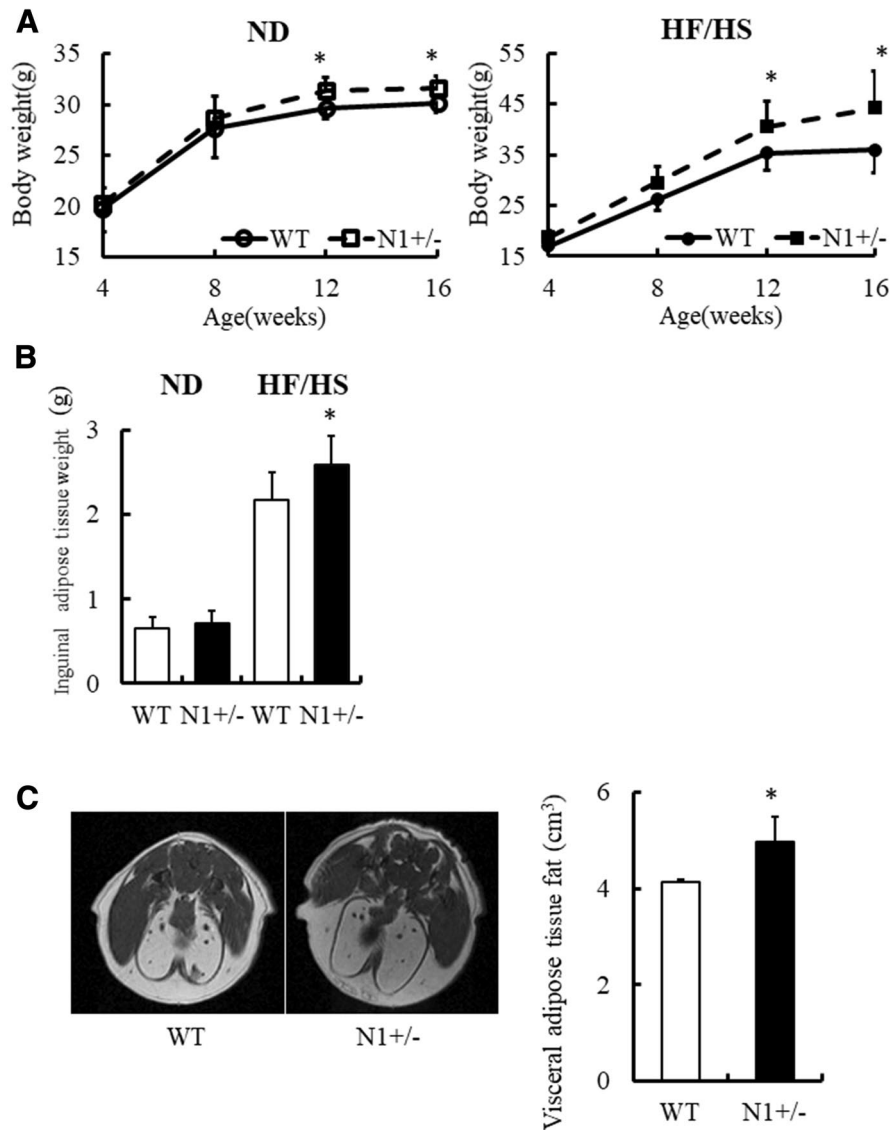 A
ND
HF/HS
Body weight(g)
35
30
25
20
15
* *
WT N1+/-
4 8 12 16
Age(weeks)
Body weight(g)
55
45
35
25
15
* *
WT N1+/-
4 8 12 16
Age(weeks)
B
ND HF/HS
Inguinal adipose tissue weight (g)
3
2
1
0
*
WT N1+/- WT N1+/-
C
WT N1+/-
Visceral adipose tissue fat (cm³)
6
4
2
0
*
WT N1+/-